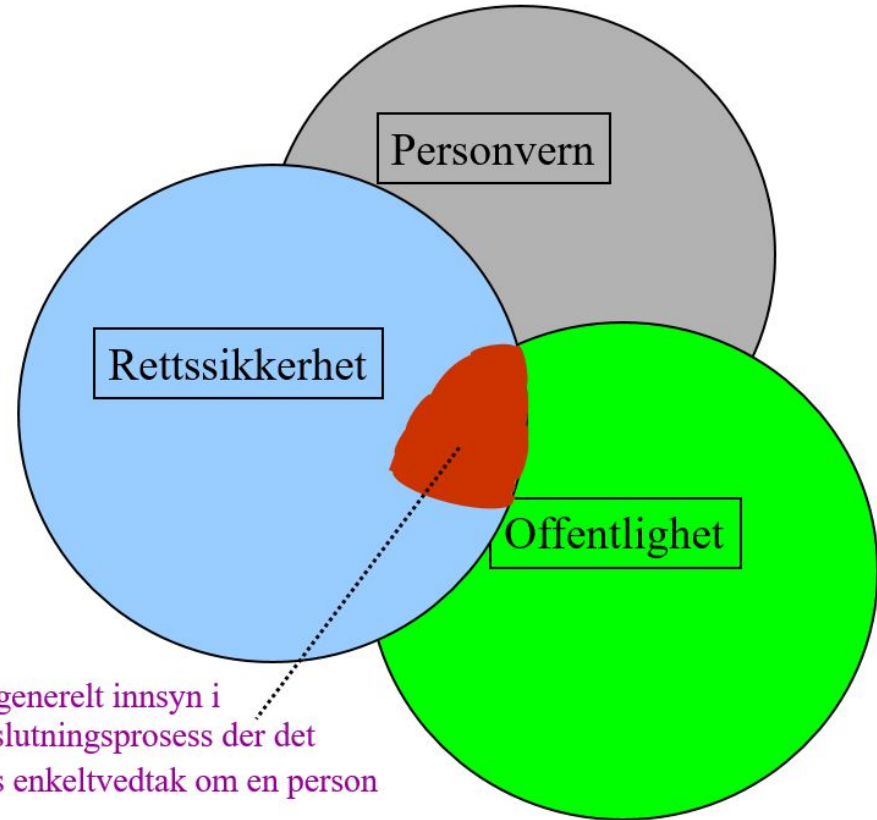 Personvern
Rettssikkerhet
Offentlighet
generelt innsyn i
slutningsprosess der det
s enkeltvedtak om en person